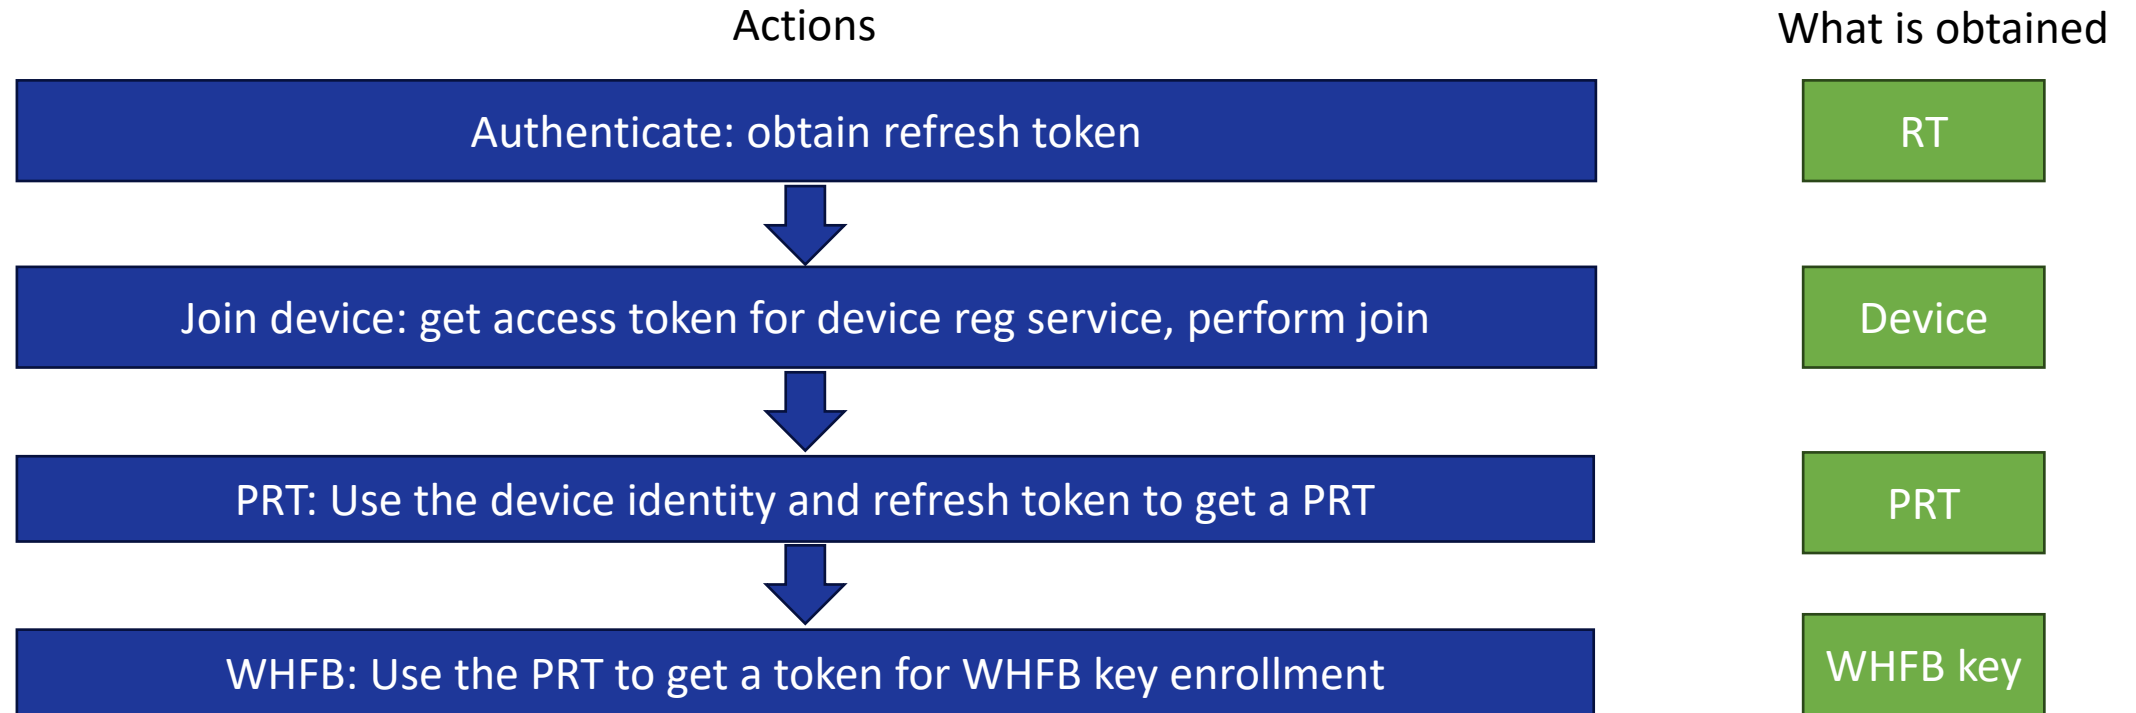 Actions
What is obtained
Authenticate: obtain refresh token
RT
Join device: get access token for device reg service, perform join
Device
PRT: Use the device identity and refresh token to get a PRT
PRT
WHFB: Use the PRT to get a token for WHFB key enrollment
WHFB key